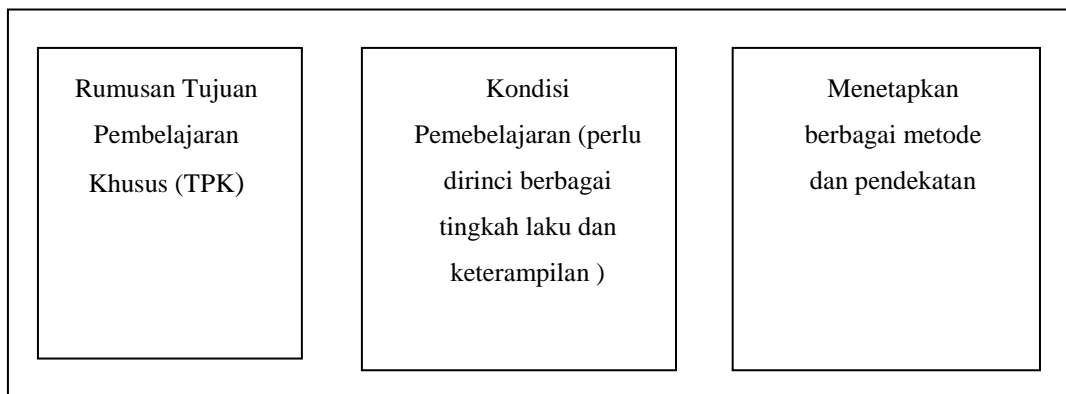 Rumusan Tujuan
Pembelajaran
Khusus (TPK)
Kondisi
Pemebelajaran (perlu
dirinci berbagai
tingkah laku dan
keterampilan )
Menetapkan
berbagai metode
dan pendekatan